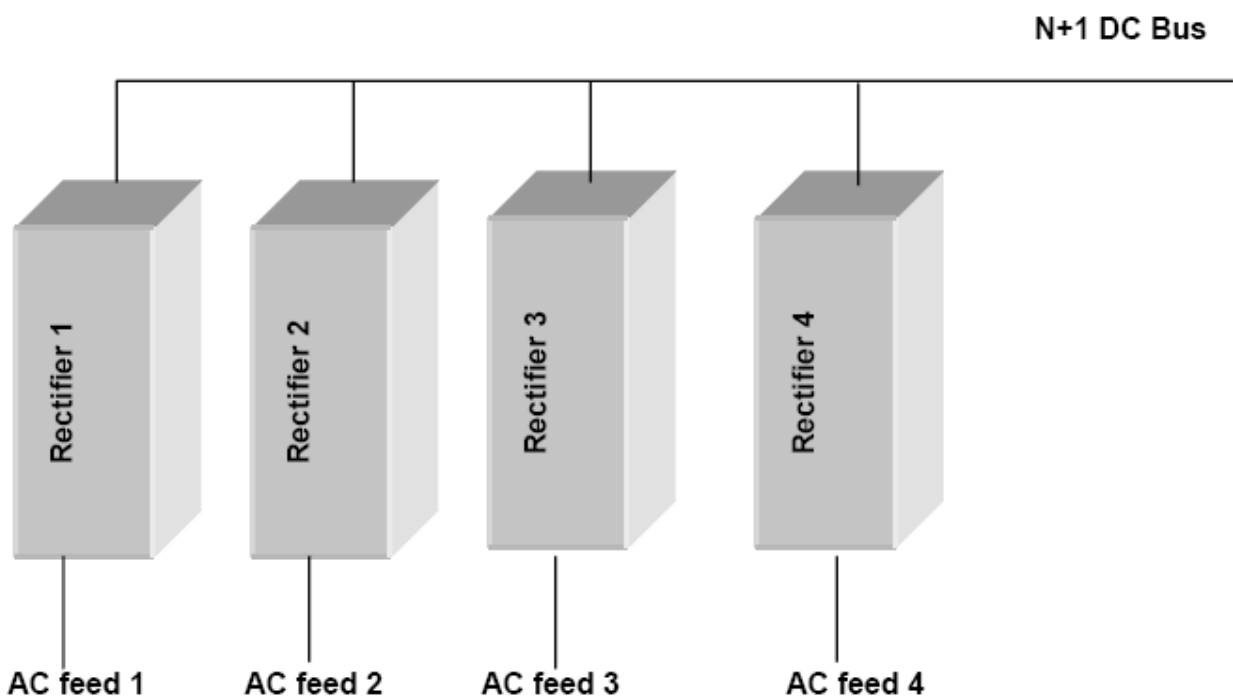 N+1 DC Bus
Rectifier 1
Rectifier 2
Rectifier 3
Rectifier 4
AC feed 1
AC feed 2
AC feed 3
AC feed 4